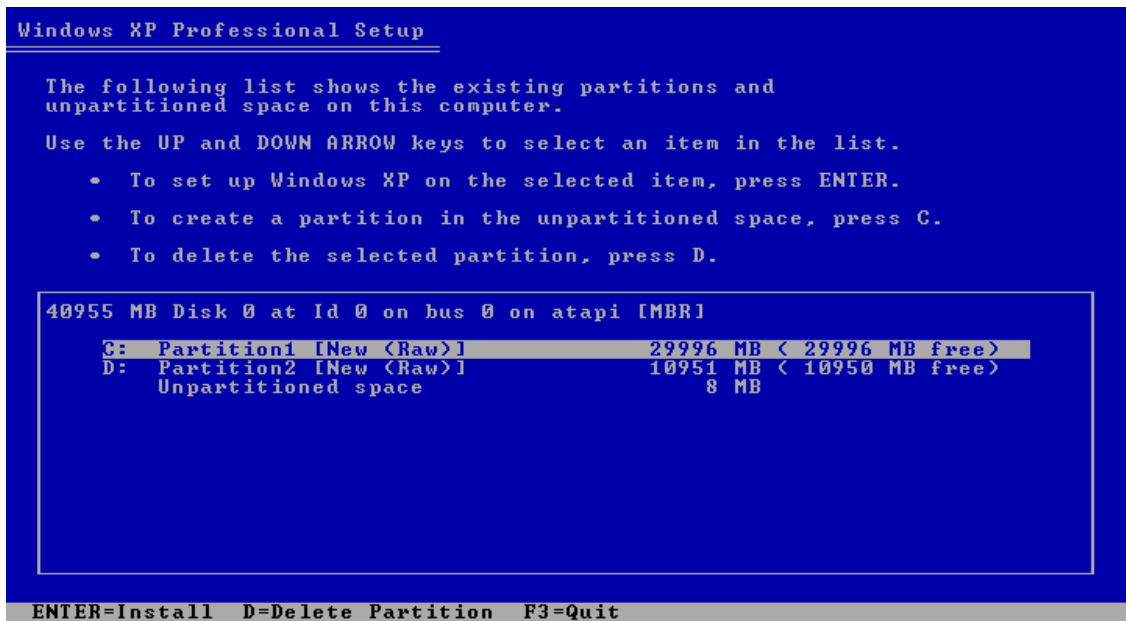 Windows XP Professional Setup
The following list shows the existing partitions and
unpartitioned space on this computer.
Use the UP and DOWN ARROW keys to select an item in the list.
• To set up Windows XP on the selected item, press ENTER.
• To create a partition in the unpartitioned space, press C.
• To delete the selected partition, press D.
40955 MB Disk 0 at Id 0 on bus 0 on atapi [MBR]
C: Partition1 [New (Raw)] 29996 MB ( 29996 MB free)
D: Partition2 [New (Raw)] 10951 MB ( 10950 MB free)
Unpartitioned space 8 MB
ENTER=Install D=Delete Partition F3=Quit